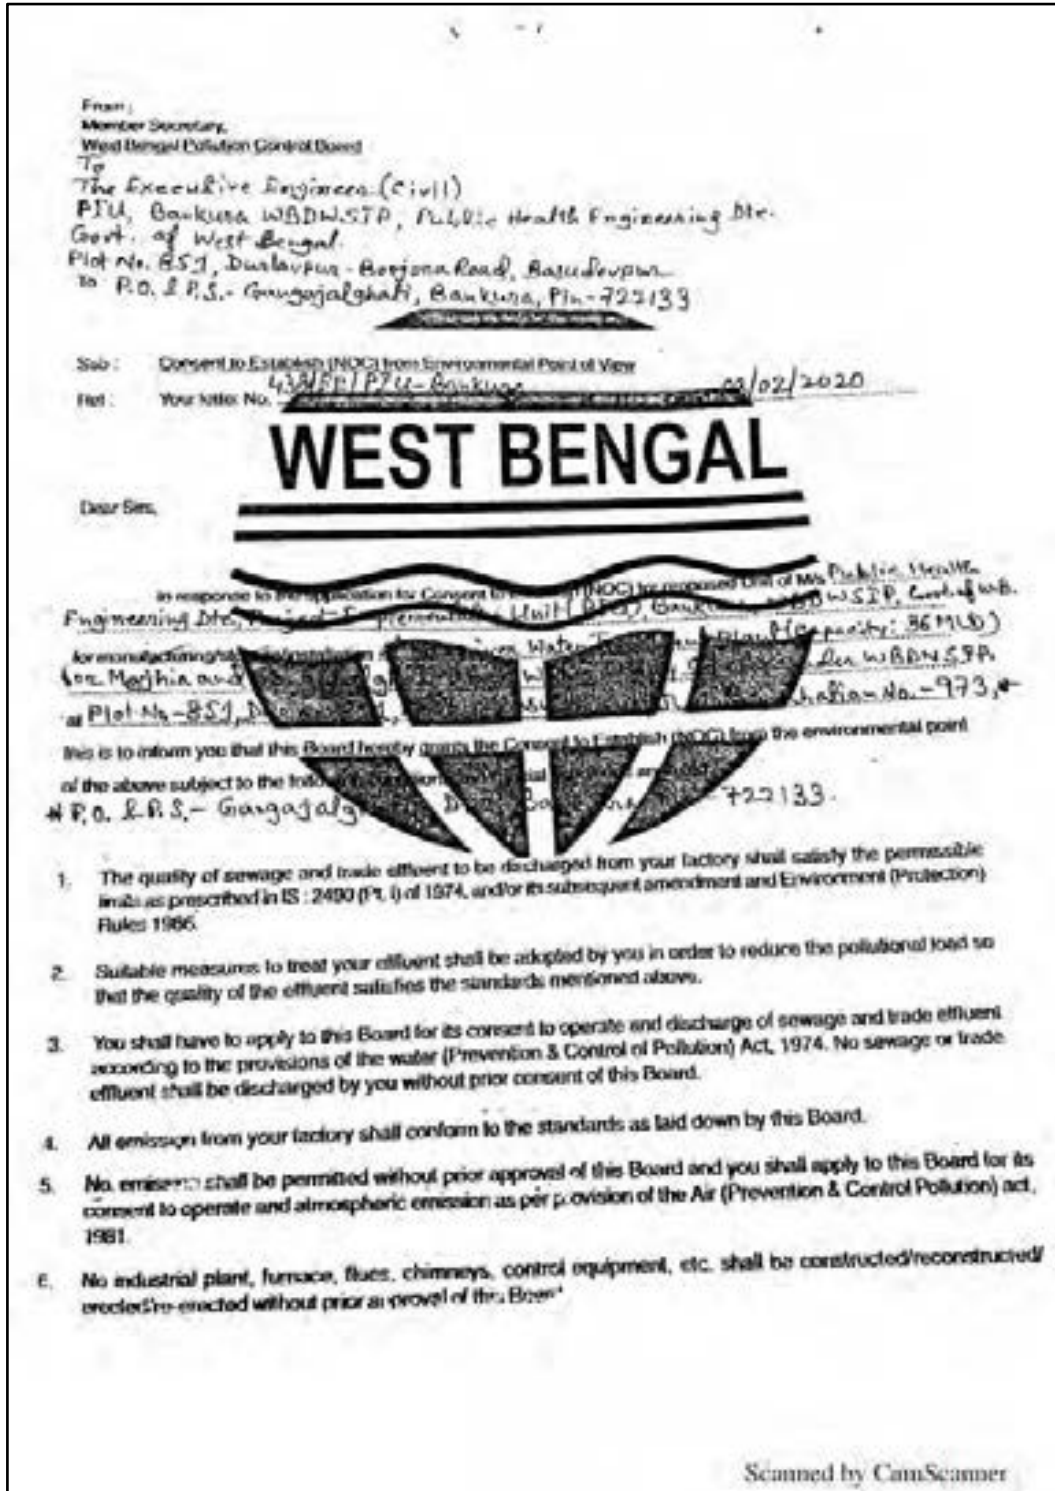 From :
Member Secretary,
West Bengal Pollution Control Board
To
The Executive Engineer (Civil)
PIU, Bankura WBDWSIP, Public Health Engineering Dte.
Govt. of West Bengal.
Plot No. 851, Durlavpur - Borjora Road, Basudevpur
P.O. & P.S.- Gangajalghati, Bankura, Pin-722133
Sub : Consent to Establish (NOC) from Environmental Point of View
Ref : Your letter No. PIU-Bankura /02/2020
WEST BENGAL
Dear Sirs,
In response to the application for Consent to (NOC) for proposed Unit of M/s Public Health
Engineering Dte., Project Unit (PIU), Bankura, WBDWSIP, Govt. of W.B.
for manufacturing Water Plant (Capacity: 36 MLD)
for Mejhia and WBDWSIP
at Plot No-851, Khatian No.-973,
this is to inform you that this Board hereby grants the Consent to Establish (NOC) from the environmental point
of the above subject to the following
* P.O. & P.S.- Gangajalg 722133.
1. The quality of sewage and trade effluent to be discharged from your factory shall satisfy the permissible
limits as prescribed in IS : 2490 (Pt. I) of 1974, and/or its subsequent amendment and Environment (Protection)
Rules 1986.
2. Suitable measures to treat your effluent shall be adopted by you in order to reduce the pollutional load so
that the quality of the effluent satisfies the standards mentioned above.
3. You shall have to apply to this Board for its consent to operate and discharge of sewage and trade effluent
according to the provisions of the water (Prevention & Control of Pollution) Act, 1974. No sewage or trade
effluent shall be discharged by you without prior consent of this Board.
4. All emission from your factory shall conform to the standards as laid down by this Board.
5. No. emission shall be permitted without prior approval of this Board and you shall apply to this Board for its
consent to operate and atmospheric emission as per provision of the Air (Prevention & Control Pollution) act,
1981.
6. No industrial plant, furnace, flues, chimneys, control equipment, etc. shall be constructed/reconstructed/
erected/re-erected without prior approval of this Board
Scanned by CamScanner